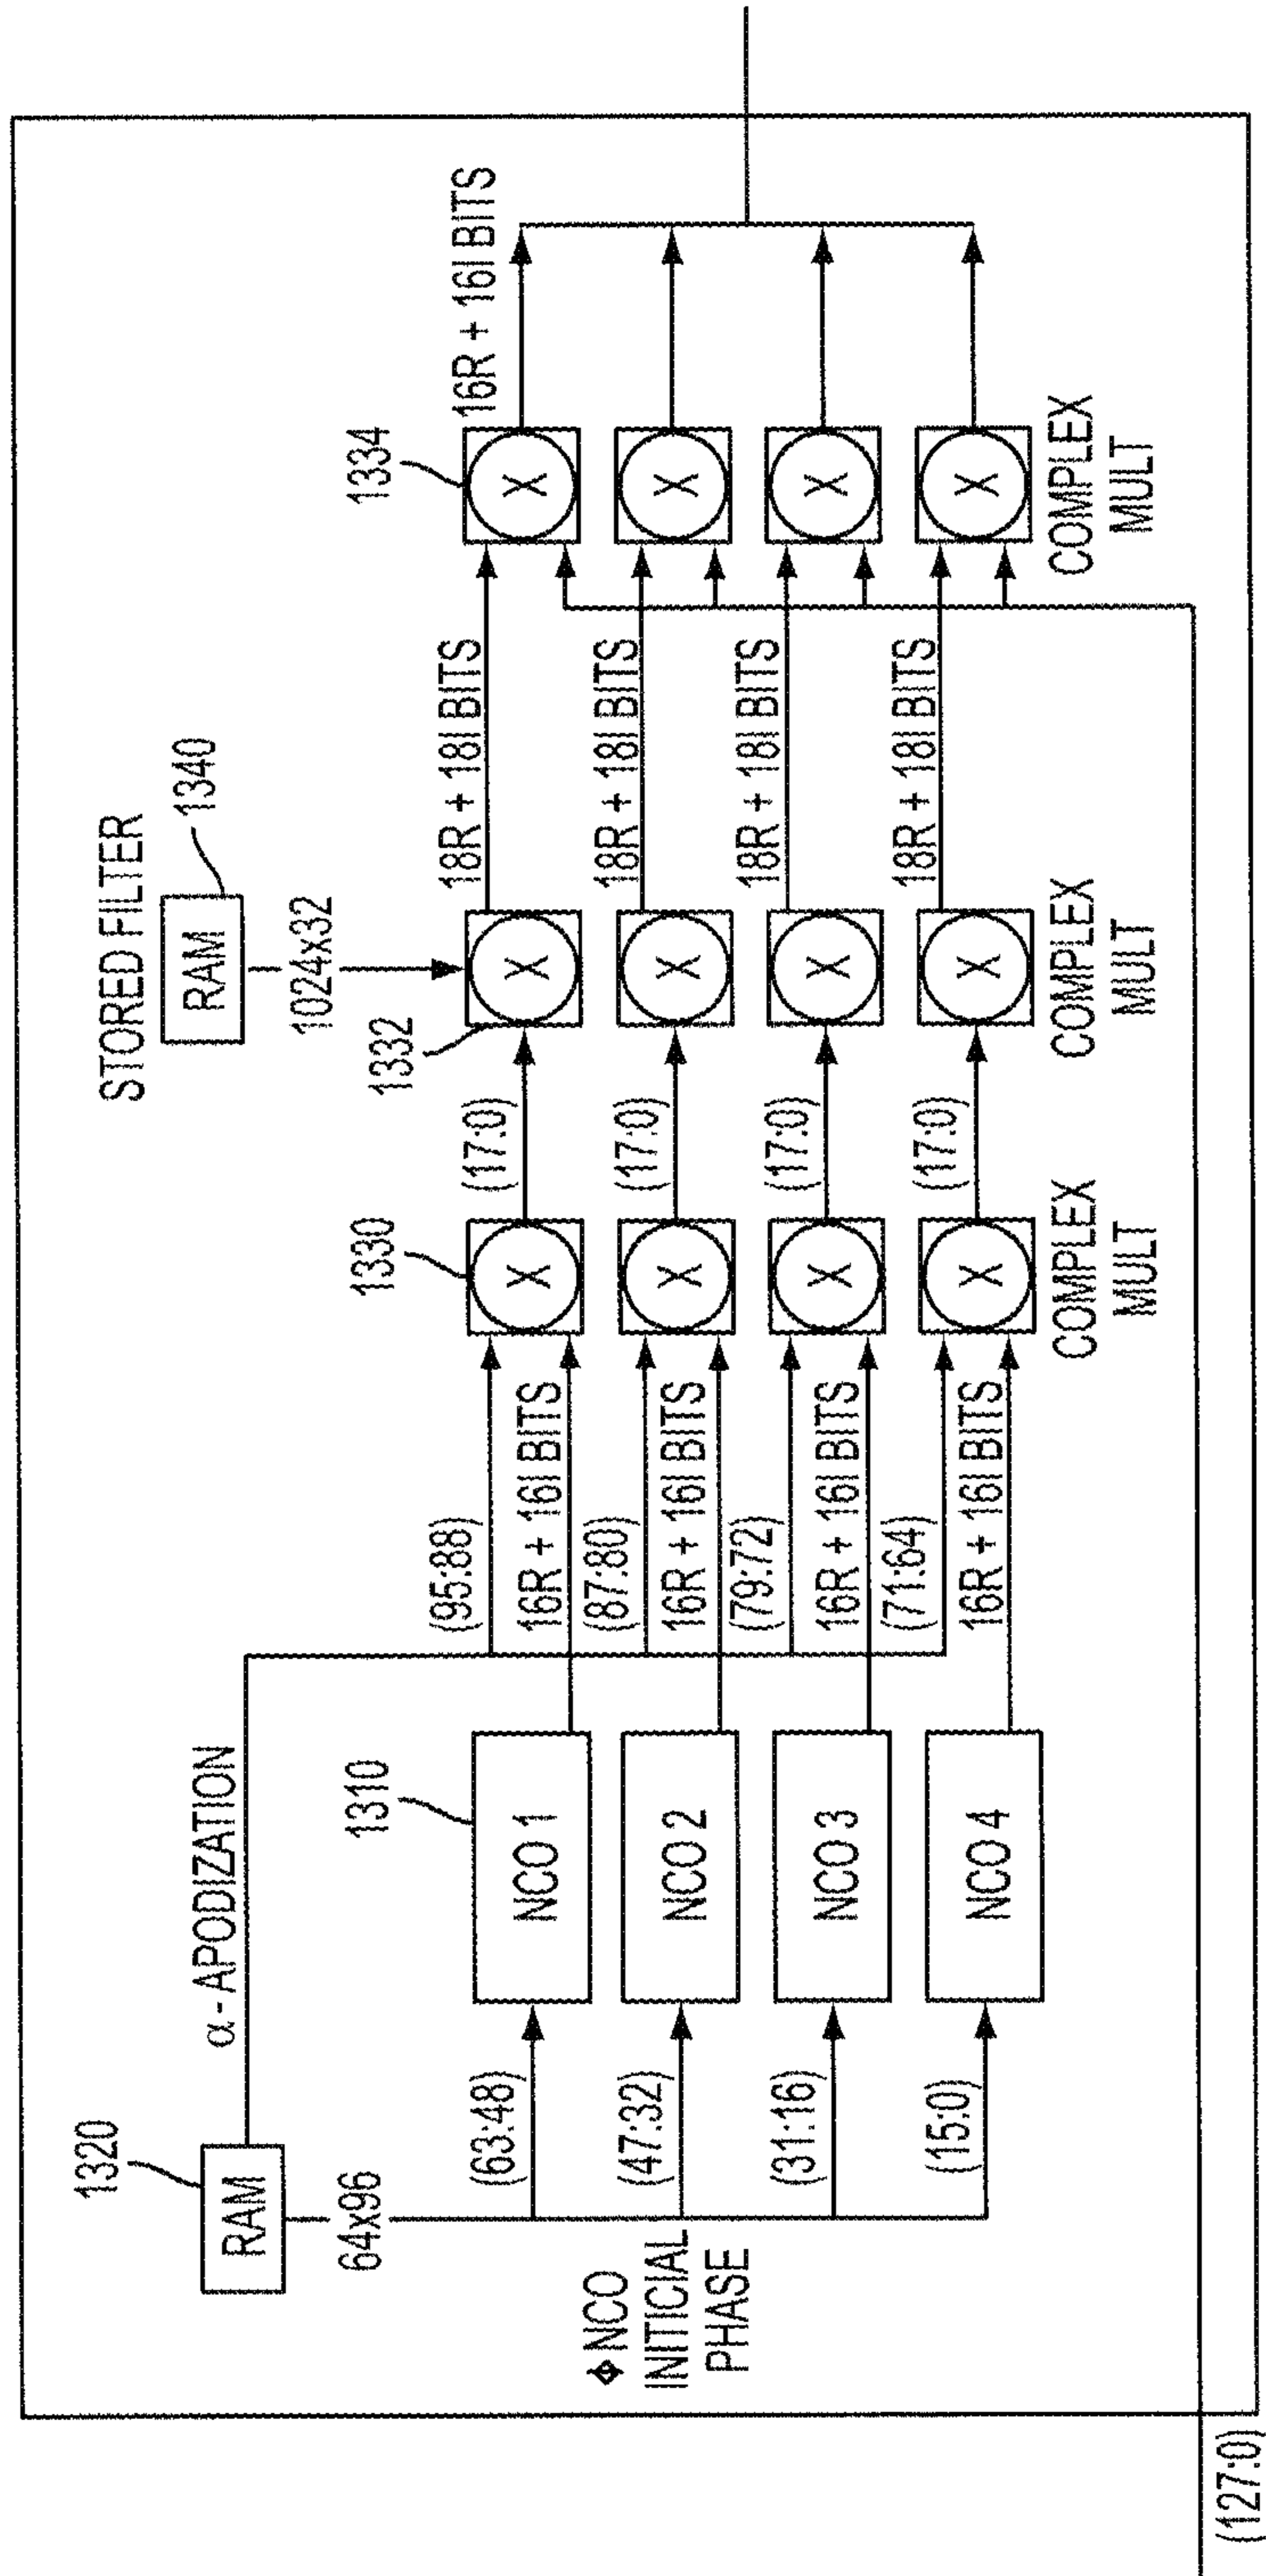 1320
RAM
64x96
α - APODIZATION
NCO
INITICIAL
PHASE
(63:48)
(47:32)
(31:16)
(15:0)
1310
NCO 1
NCO 2
NCO 3
NCO 4
(95:88)
16R + 16I BITS
(87:80)
16R + 16I BITS
(79:72)
16R + 16I BITS
(71:64)
16R + 16I BITS
1330
X
X
X
X
COMPLEX
MULT
(17:0)
(17:0)
(17:0)
(17:0)
STORED FILTER
RAM
1340
1024x32
1332
X
X
X
X
COMPLEX
MULT
18R + 18I BITS
18R + 18I BITS
18R + 18I BITS
18R + 18I BITS
1334
X
X
X
X
COMPLEX
MULT
16R + 16I BITS
(127:0)